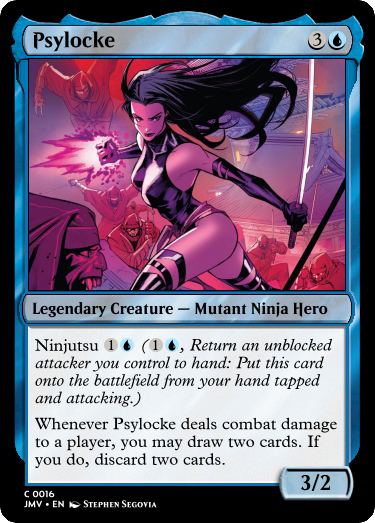 Psylocke 3
Legendary Creature — Mutant Ninja Hero
Ninjutsu 1 (1, Return an unblocked
attacker you control to hand: Put this card
onto the battlefield from your hand tapped
and attacking.)
Whenever Psylocke deals combat damage
to a player, you may draw two cards. If
you do, discard two cards.
3/2
C 0016
JMV • EN Stephen Segovia